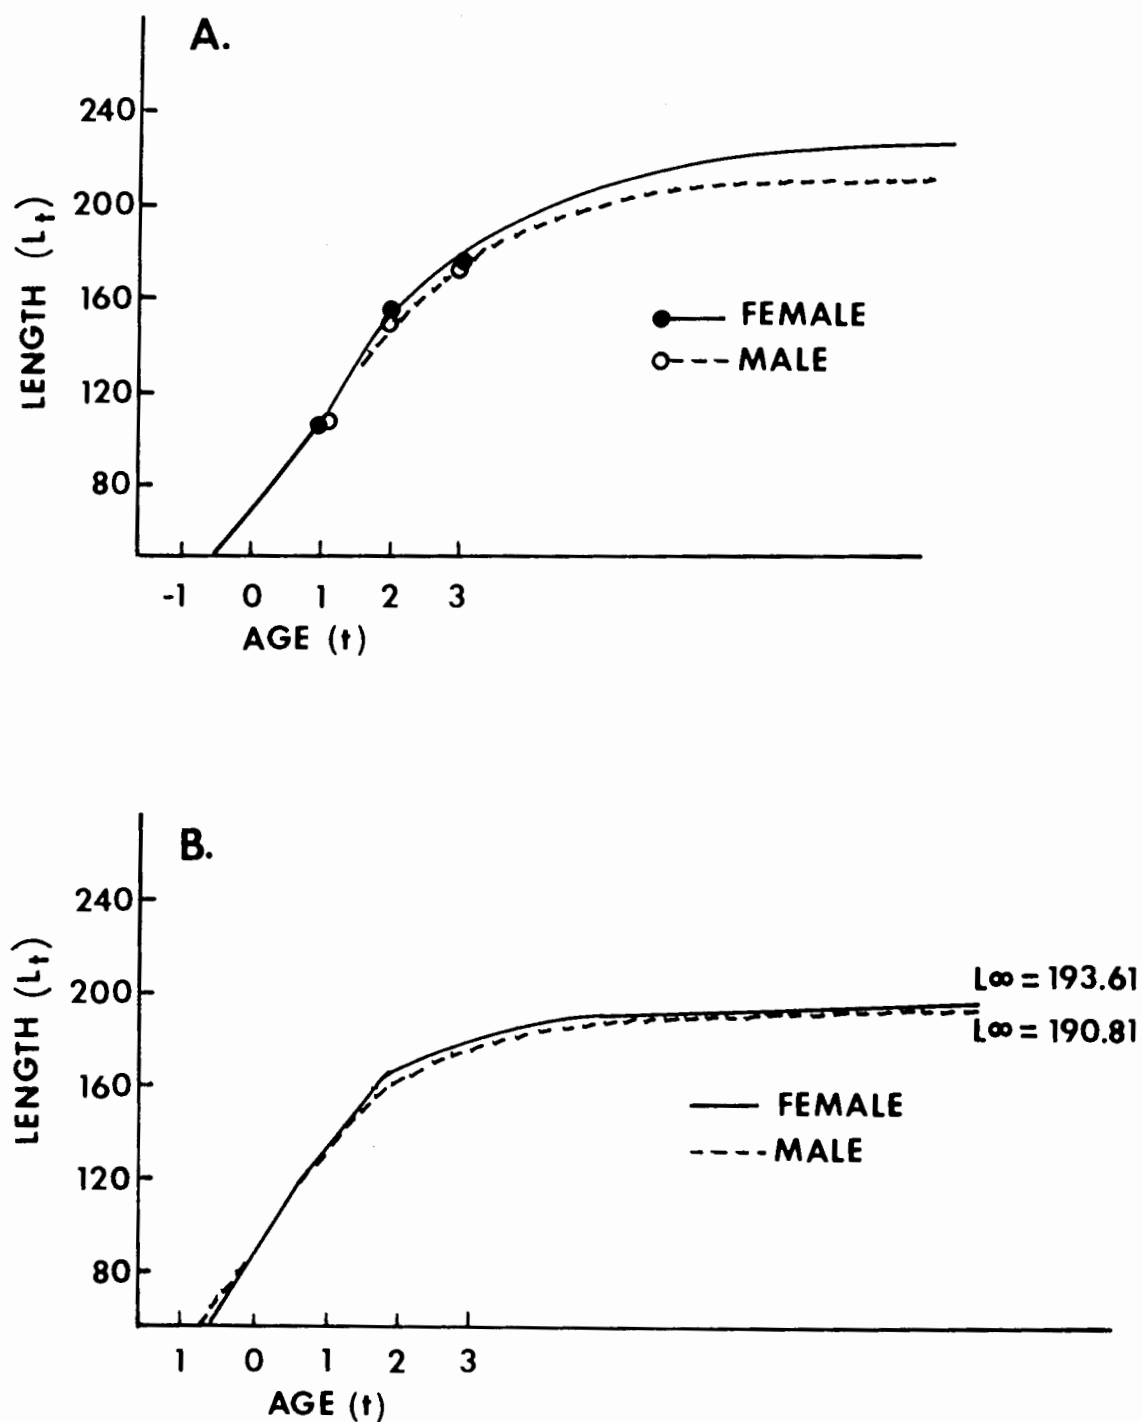 A.
240
200
160
120
80
LENGTH (Lt)
FEMALE
MALE
-1 0 1 2 3
AGE (t)
B.
240
200
160
120
80
LENGTH (Lt)
L∞ = 193.61
L∞ = 190.81
FEMALE
MALE
1 0 1 2 3
AGE (t)